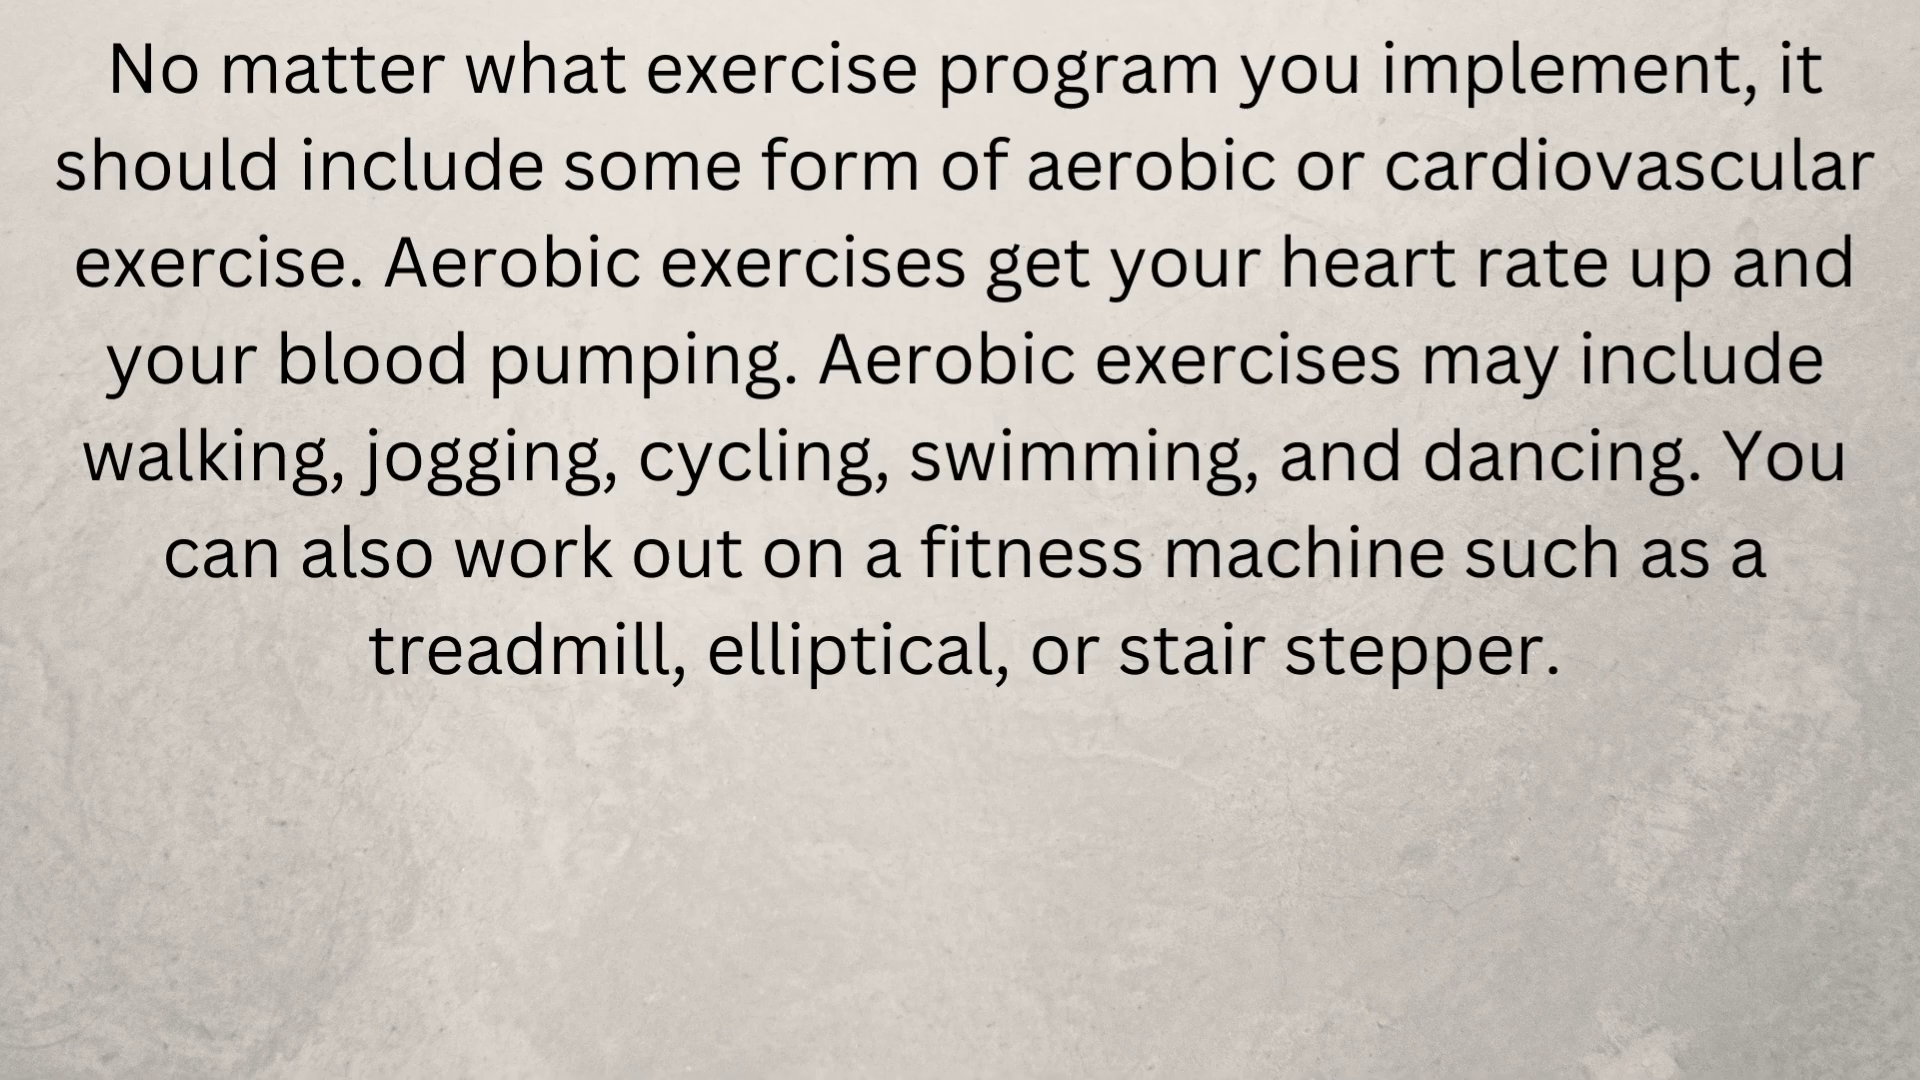 No matter what exercise program you implement, it
should include some form of aerobic or cardiovascular
exercise. Aerobic exercises get your heart rate up and
your blood pumping. Aerobic exercises may include
walking, jogging, cycling, swimming, and dancing. You
can also work out on a fitness machine such as a
treadmill, elliptical, or stair stepper.